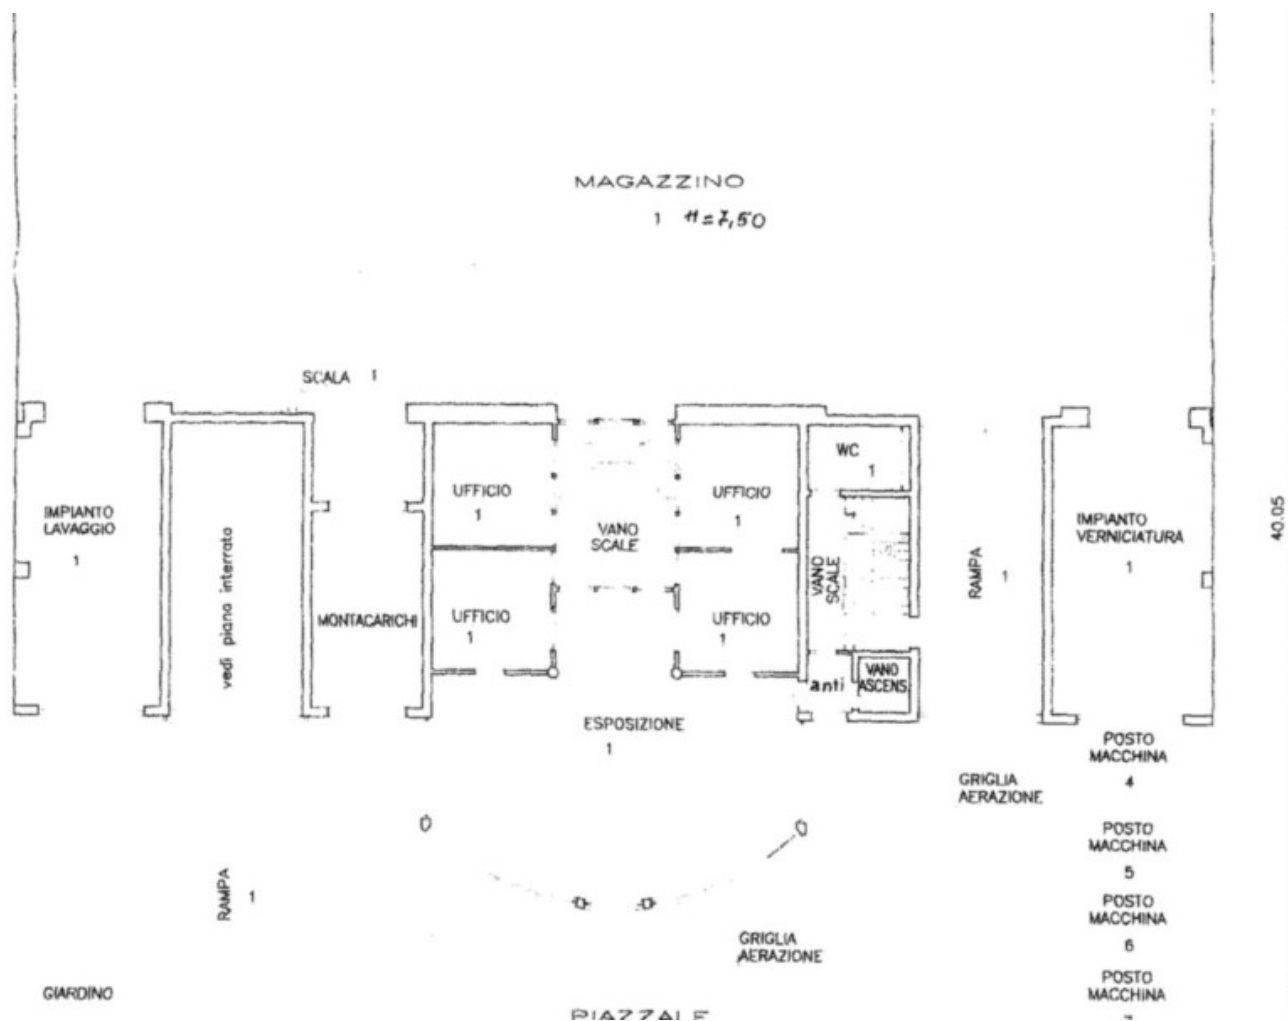 MAGAZZINO
1 H=7,50
SCALA 1
WC
1
IMPIANTO
LAVAGGIO
1
vedi piano interrato
MONTACARICHI
UFFICIO
1
UFFICIO
1
VANO
SCALE
UFFICIO
1
UFFICIO
1
VANO
SCALE
anti
VANO
ASCENS.
RAMPA 1
IMPIANTO
VERNICIATURA
1
40.05
ESPOSIZIONE
1
POSTO
MACCHINA
4
GRIGLIA
AERAZIONE
POSTO
MACCHINA
5
RAMPA 1
POSTO
MACCHINA
6
GRIGLIA
AERAZIONE
POSTO
MACCHINA
GIARDINO
PIAZZALE